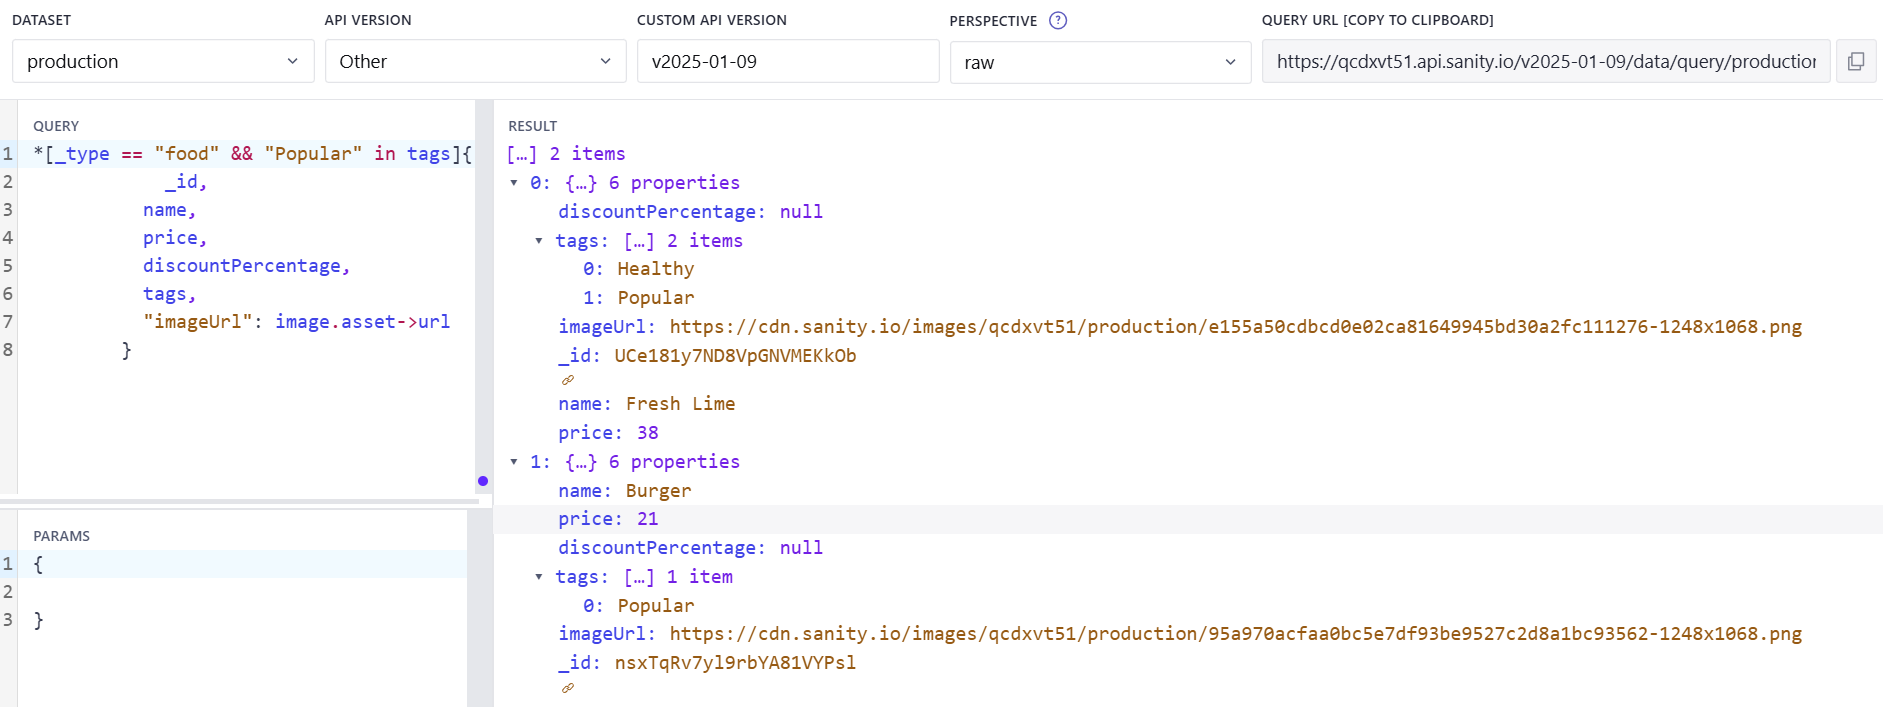 DATASET
API VERSION
CUSTOM API VERSION
PERSPECTIVE ?
QUERY URL [COPY TO CLIPBOARD]
production
Other
v2025-01-09
raw
https://qcdxvt51.api.sanity.io/v2025-01-09/data/query/production
QUERY
1 *[_type == "food" && "Popular" in tags]{
2 _id,
3 name,
4 price,
5 discountPercentage,
6 tags,
7 "imageUrl": image.asset->url
8 }
PARAMS
1 {
2
3 }
RESULT
[…] 2 items
0: {…} 6 properties
discountPercentage: null
tags: […] 2 items
0: Healthy
1: Popular
imageUrl: https://cdn.sanity.io/images/qcdxvt51/production/e155a50cdbcd0e02ca81649945bd30a2fc111276-1248x1068.png
_id: UCe181y7ND8VpGNVMEKkOb
name: Fresh Lime
price: 38
1: {…} 6 properties
name: Burger
price: 21
discountPercentage: null
tags: […] 1 item
0: Popular
imageUrl: https://cdn.sanity.io/images/qcdxvt51/production/95a970acfaa0bc5e7df93be9527c2d8a1bc93562-1248x1068.png
_id: nsxTqRv7yl9rbYA81VYPsl